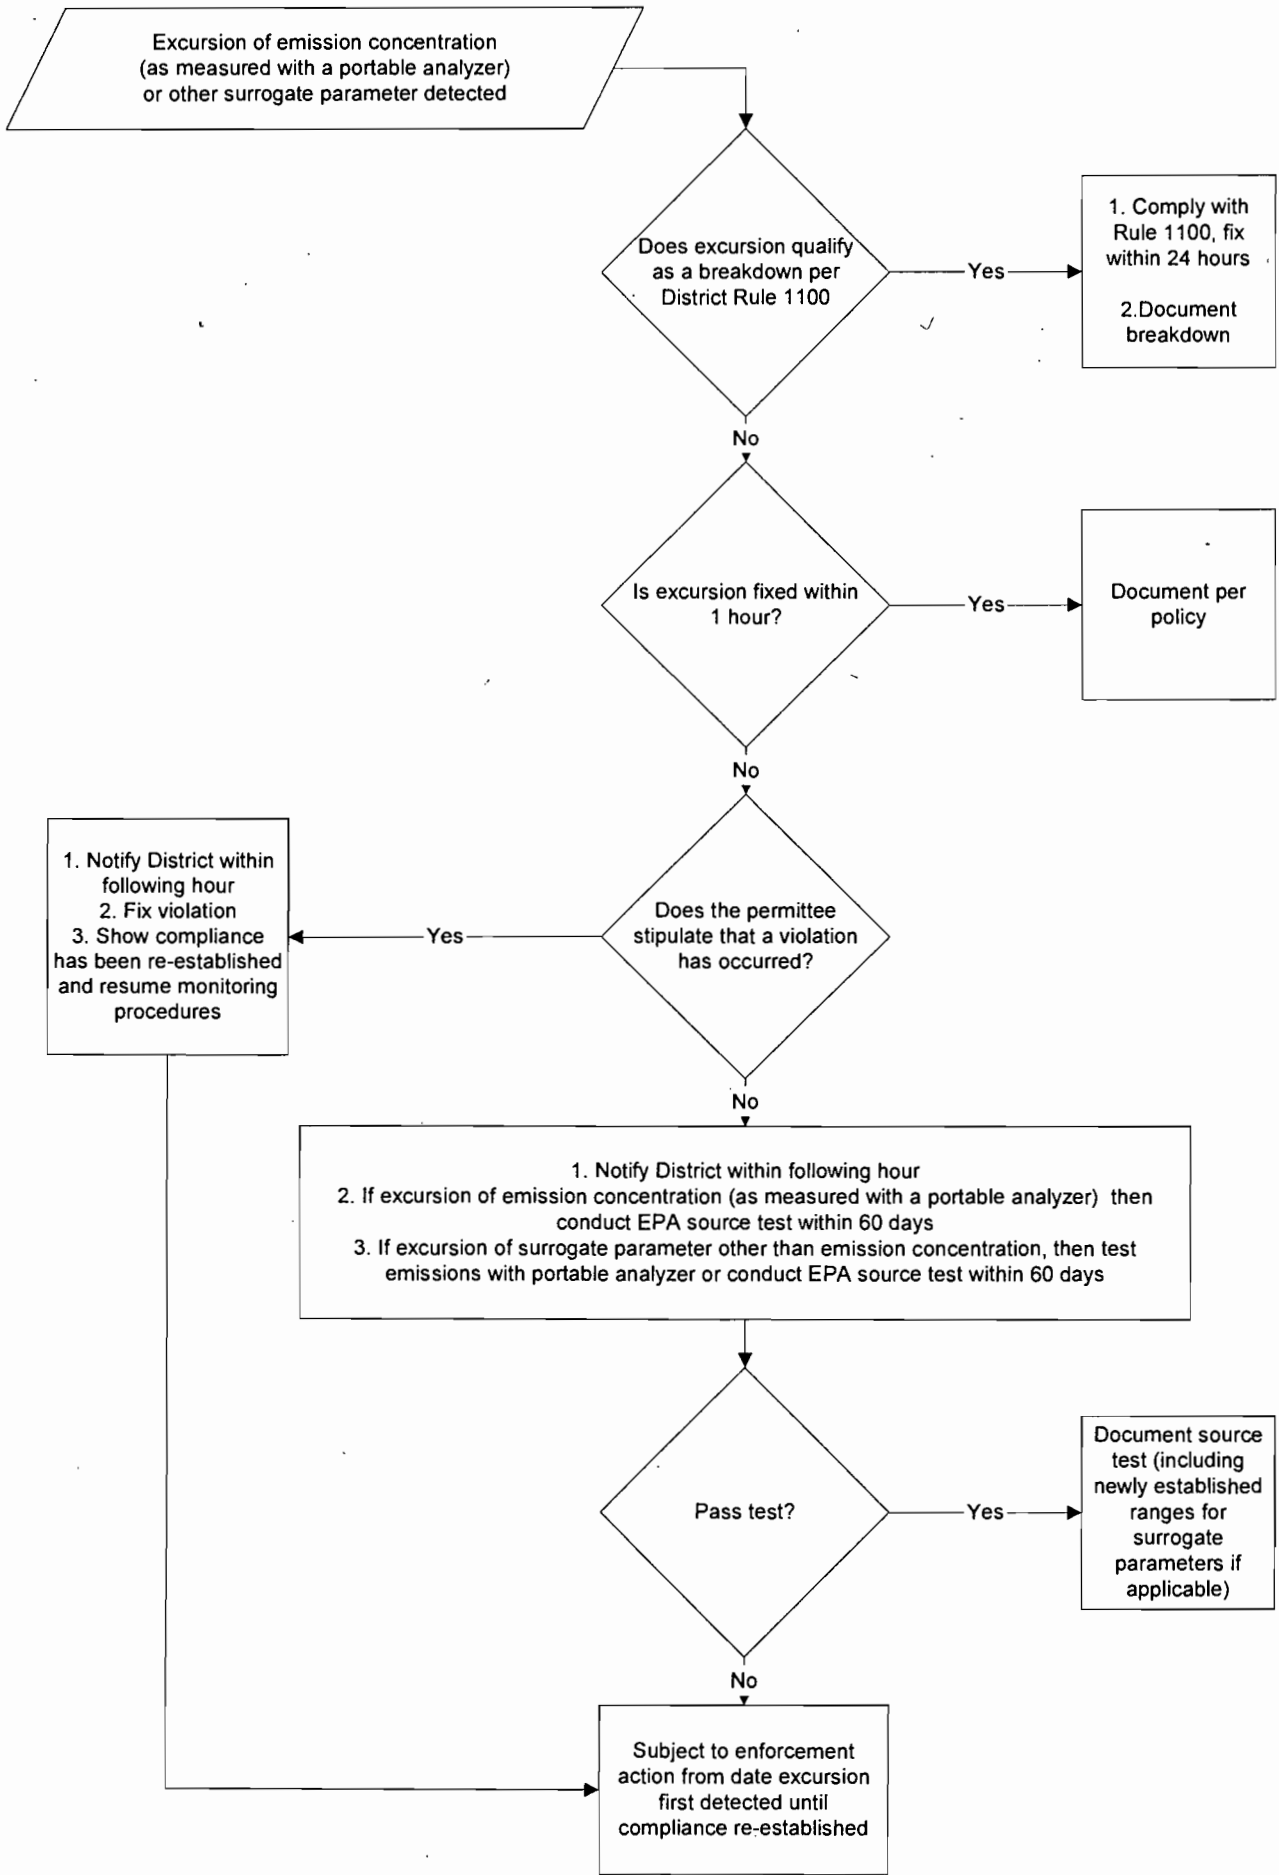 Excursion of emission concentration
(as measured with a portable analyzer)
or other surrogate parameter detected
Does excursion qualify
as a breakdown per
District Rule 1100
Yes
1. Comply with
Rule 1100, fix
within 24 hours
2.Document
breakdown
No
Is excursion fixed within
1 hour?
Yes
Document per
policy
No
Does the permittee
stipulate that a violation
has occurred?
Yes
1. Notify District within
following hour
2. Fix violation
3. Show compliance
has been re-established
and resume monitoring
procedures
No
1. Notify District within following hour
2. If excursion of emission concentration (as measured with a portable analyzer) then
conduct EPA source test within 60 days
3. If excursion of surrogate parameter other than emission concentration, then test
emissions with portable analyzer or conduct EPA source test within 60 days
Pass test?
Yes
Document source
test (including
newly established
ranges for
surrogate
parameters if
applicable)
No
Subject to enforcement
action from date excursion
first detected until
compliance re-established